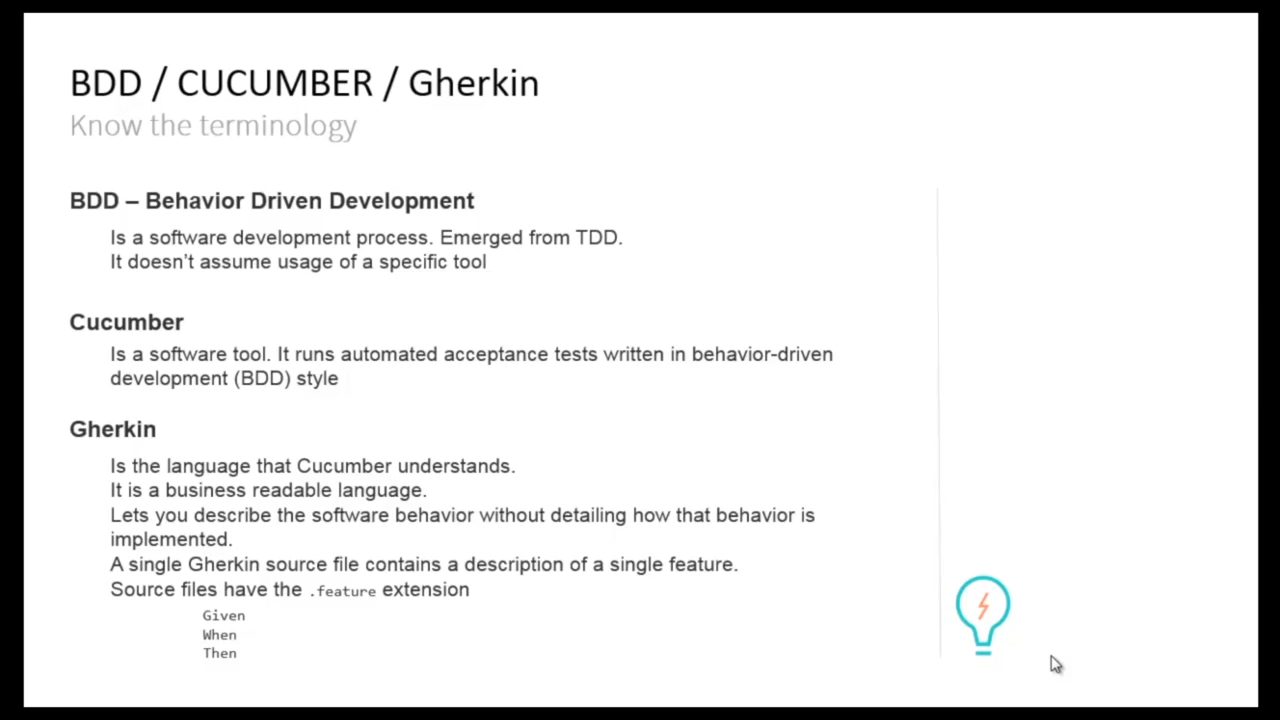 BDD / CUCUMBER / Gherkin
Know the terminology
BDD – Behavior Driven Development
Is a software development process. Emerged from TDD.
It doesn't assume usage of a specific tool
Cucumber
Is a software tool. It runs automated acceptance tests written in behavior-driven
development (BDD) style
Gherkin
Is the language that Cucumber understands.
It is a business readable language.
Lets you describe the software behavior without detailing how that behavior is
implemented.
A single Gherkin source file contains a description of a single feature.
Source files have the .feature extension
Given
When
Then